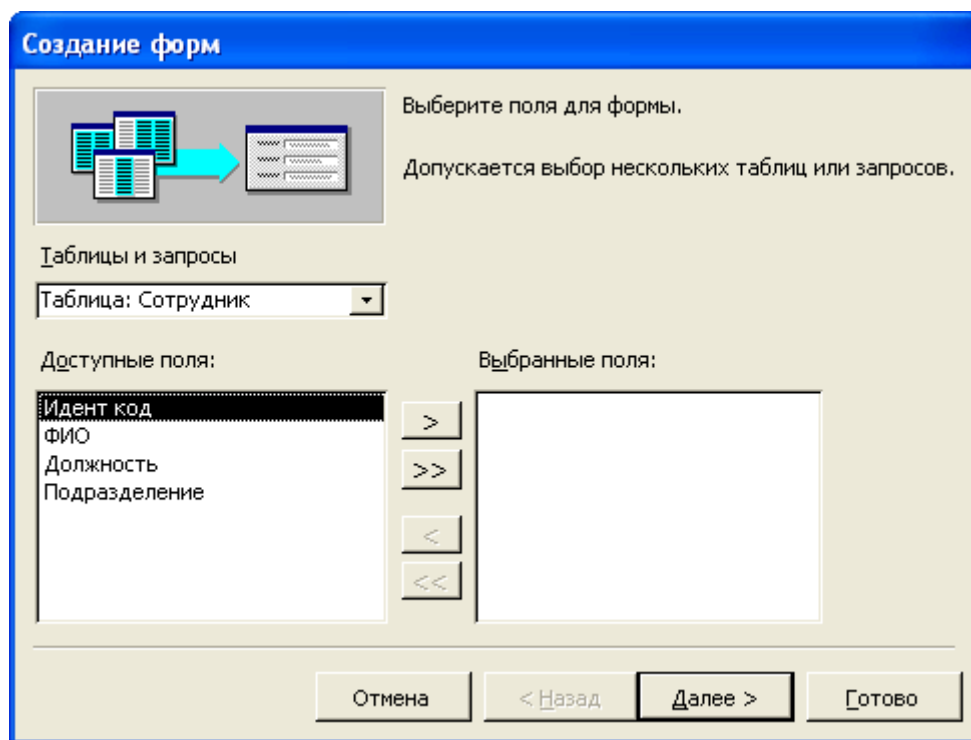 Создание форм
Выберите поля для формы.
Допускается выбор нескольких таблиц или запросов.
Таблицы и запросы
Таблица: Сотрудник
Доступные поля:
Выбранные поля:
Идент код
ФИО
Должность
Подразделение
>
>>
<
<<
Отмена
< Назад
Далее >
Готово